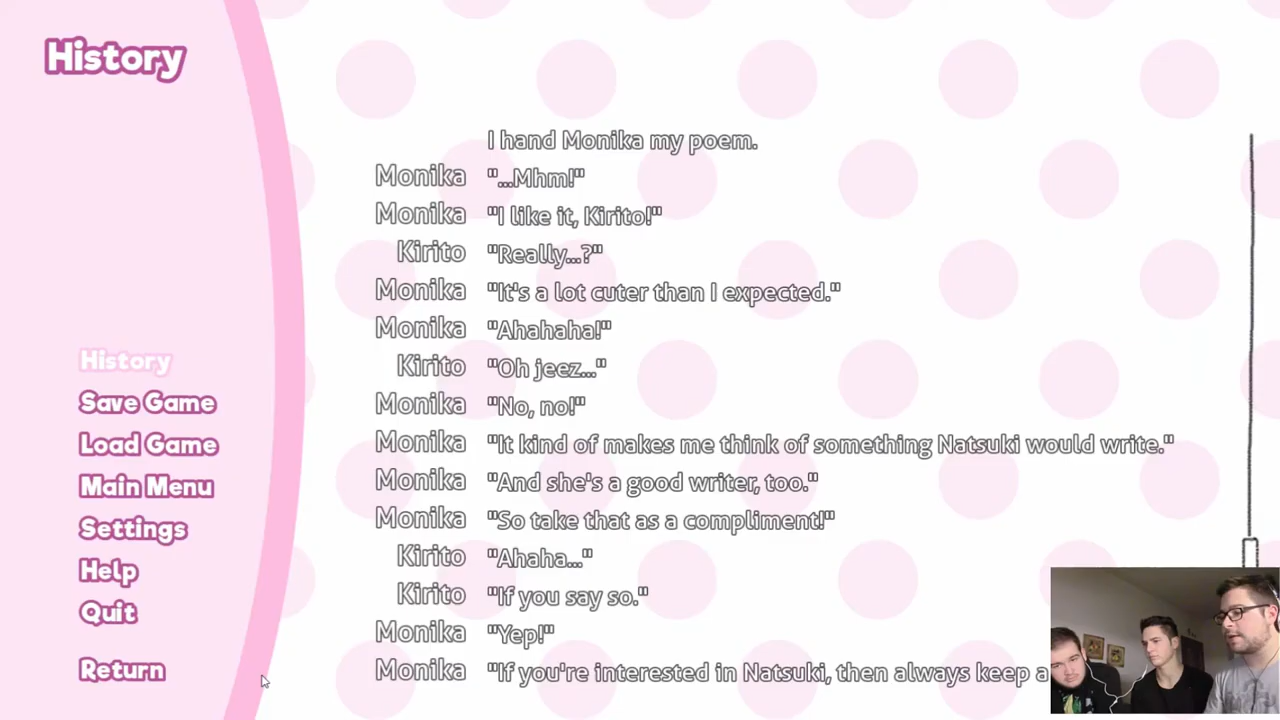 History
I hand Monika my poem.
Monika "...Mhm!"
Monika "I like it, Kirito!"
Kirito "Really...?"
Monika "It's a lot cuter than I expected."
Monika "Ahahaha!"
Kirito "Oh jeez..."
Monika "No, no!"
Monika "It kind of makes me think of something Natsuki would write."
Monika "And she's a good writer, too."
Monika "So take that as a compliment!"
Kirito "Ahaha..."
Kirito "If you say so."
Monika "Yep!"
Monika "If you're interested in Natsuki, then always keep a
History
Save Game
Load Game
Main Menu
Settings
Help
Quit
Return